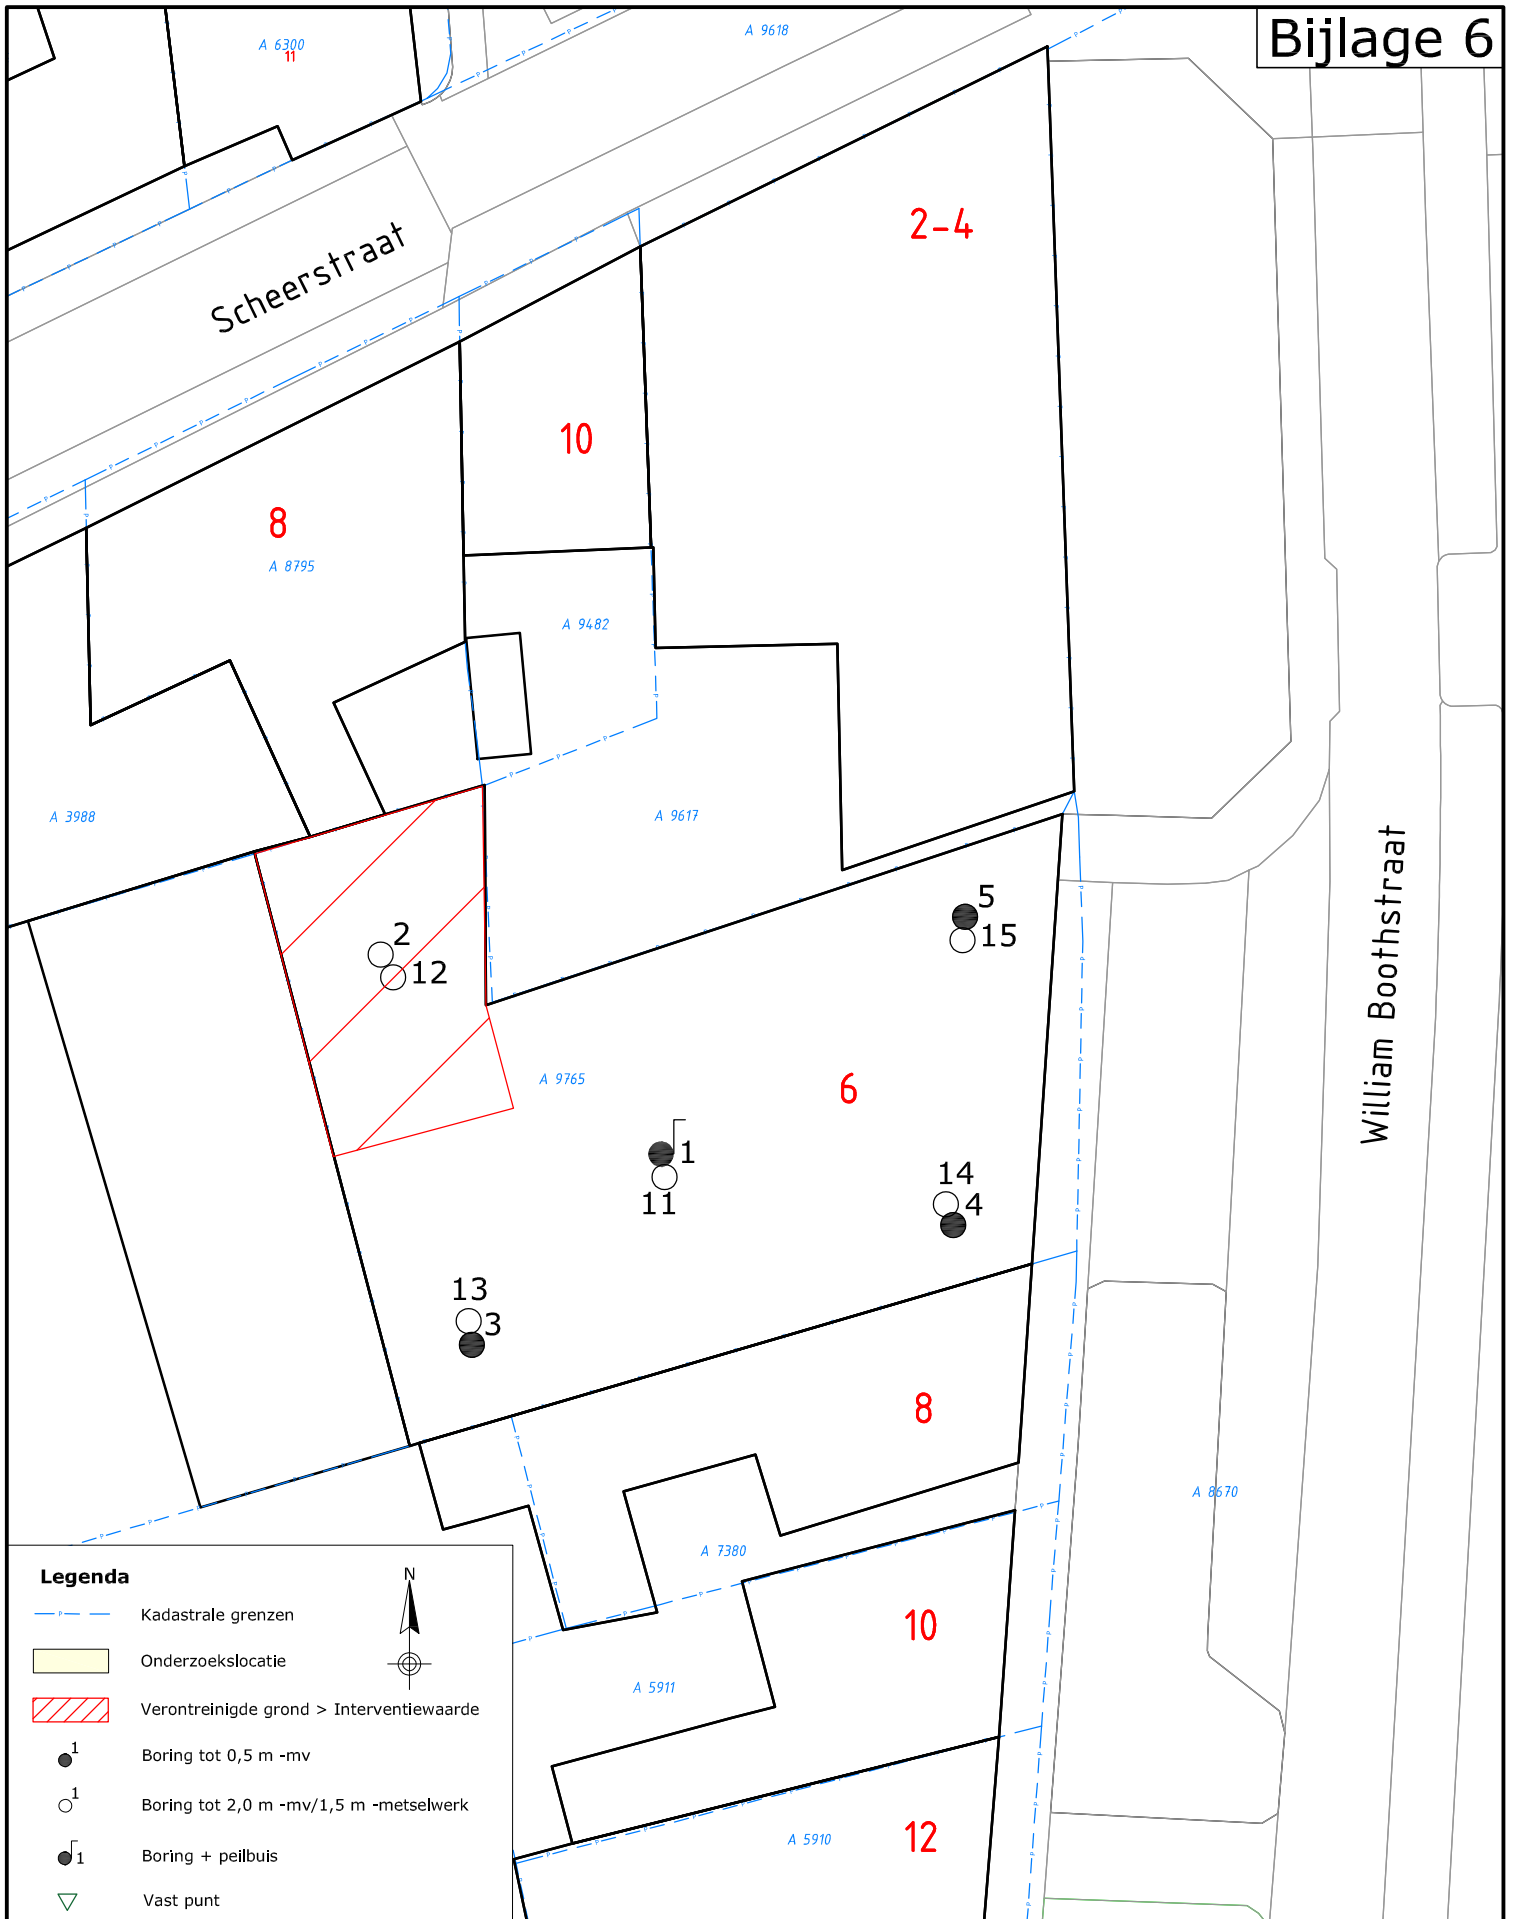 Bijlage 6
A 6300
11
A 9618
2-4
Scheerstraat
10
8
A 8795
A 9482
A 3988
A 9617
William Boothstraat
5
15
2
12
A 9765
6
1
11
14
4
13
3
8
A 8670
A 7380
10
A 5911
A 5910
12
Legenda
N
P Kadastrale grenzen
Onderzoekslocatie
Verontreinigde grond > Interventiewaarde
1 Boring tot 0,5 m -mv
1 Boring tot 2,0 m -mv/1,5 m -metselwerk
1 Boring + peilbuis
Vast punt